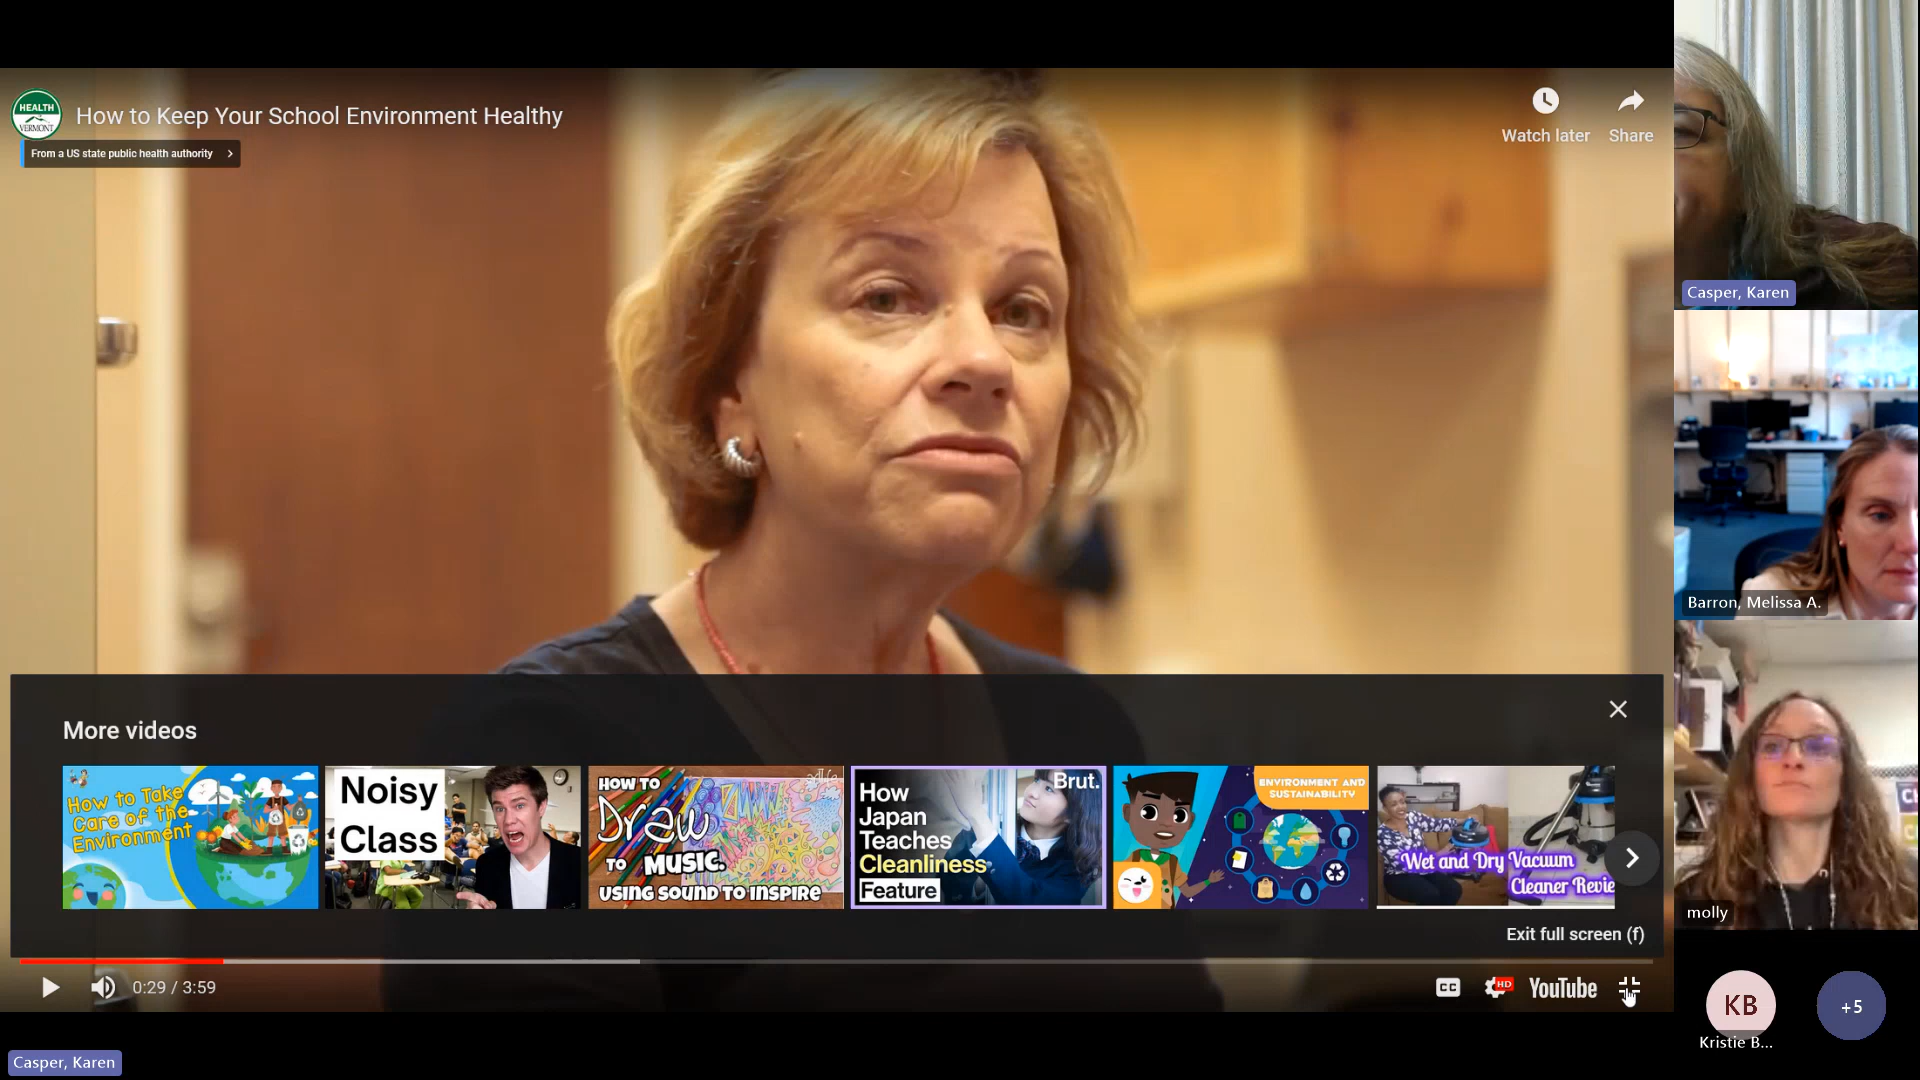 HEALTH
VERMONT
How to Keep Your School Environment Healthy
From a US state public health authority
Watch later
Share
Casper, Karen
Barron, Melissa A.
molly
More videos
How to Take
Care of the
Environment
Noisy
Class
HOW TO
Draw
TO MUSIC.
USING SOUND TO INSPIRE
Brut.
How
Japan
Teaches
Cleanliness
Feature
ENVIRONMENT AND
SUSTAINABILITY
Wet and Dry Vacuum
Cleaner Revie
Exit full screen (f)
0:29 / 3:59
CC
HD
YouTube
KB
+5
Kristie B...
Casper, Karen